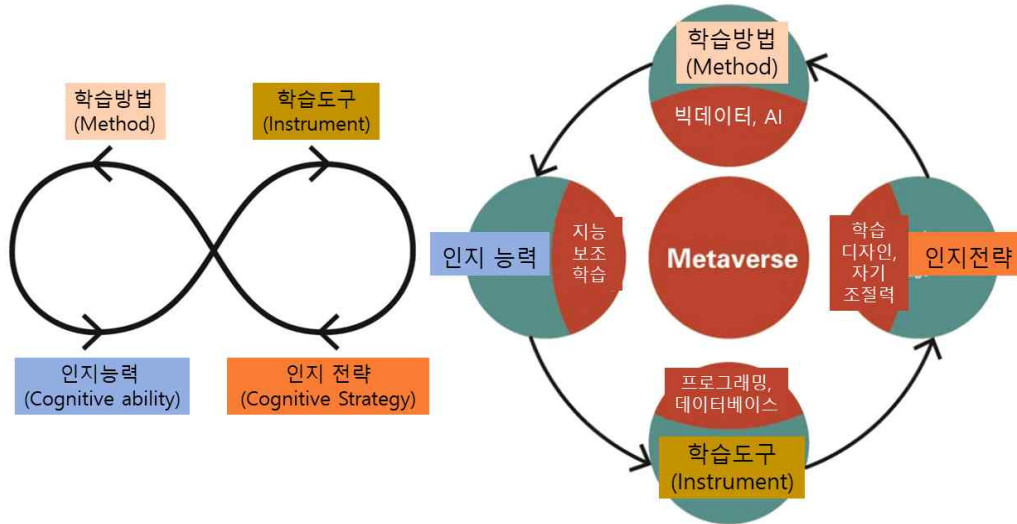 학습방법
(Method)
학습도구
(Instrument)
인지능력
(Cognitive ability)
인지 전략
(Cognitive Strategy)
학습방법
(Method)
빅데이터, AI
인지 능력
지능
보조
학습
Metaverse
학습
디자인,
자기
조절력
인지전략
프로그래밍,
데이터베이스
학습도구
(Instrument)